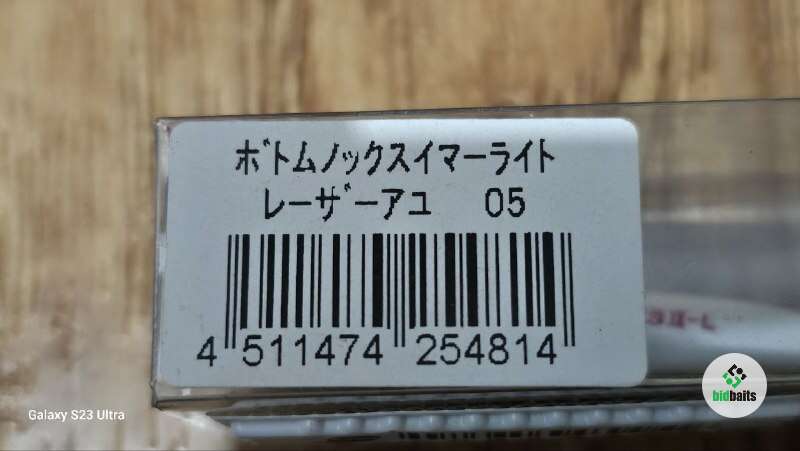 ボトムノックスイマーライト
レーザーアユ 05
4 511474 254814
bidbaits
Galaxy S23 Ultra